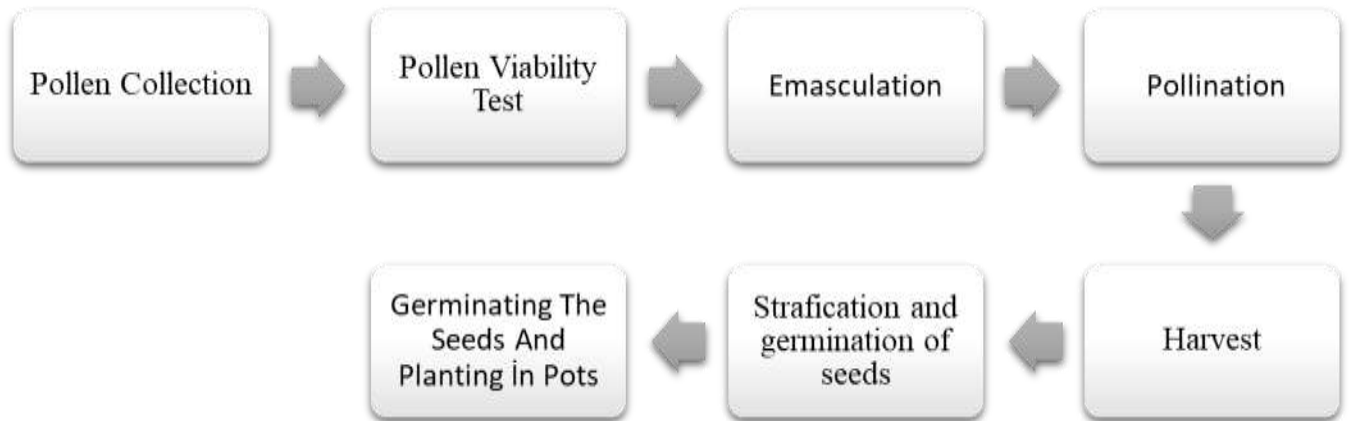 Pollen Collection
Pollen Viability
Test
Emasculation
Pollination
Harvest
Strafication and
germination of
seeds
Germinating The
Seeds And
Planting İn Pots